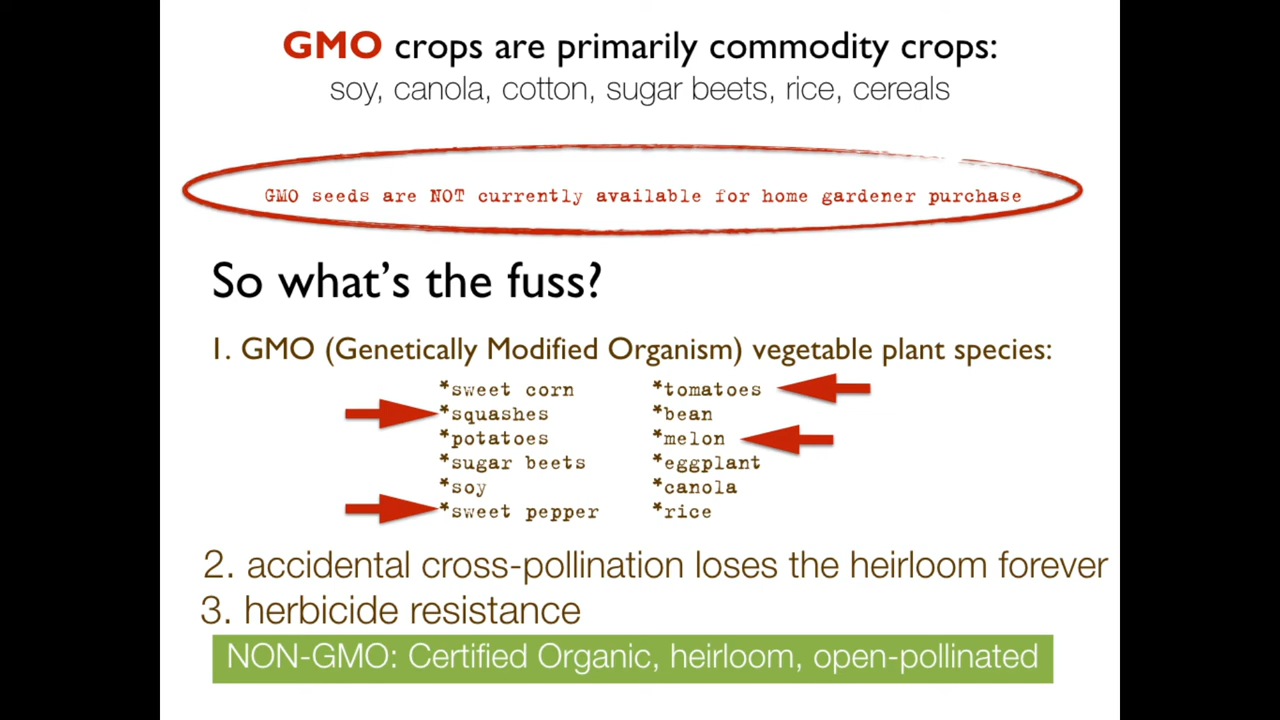 GMO crops are primarily commodity crops:
soy, canola, cotton, sugar beets, rice, cereals
GMO seeds are NOT currently available for home gardener purchase
So what's the fuss?
1. GMO (Genetically Modified Organism) vegetable plant species:
*sweet corn
*squashes
*potatoes
*sugar beets
*soy
*sweet pepper
*tomatoes
*bean
*melon
*eggplant
*canola
*rice
2. accidental cross-pollination loses the heirloom forever
3. herbicide resistance
NON-GMO: Certified Organic, heirloom, open-pollinated